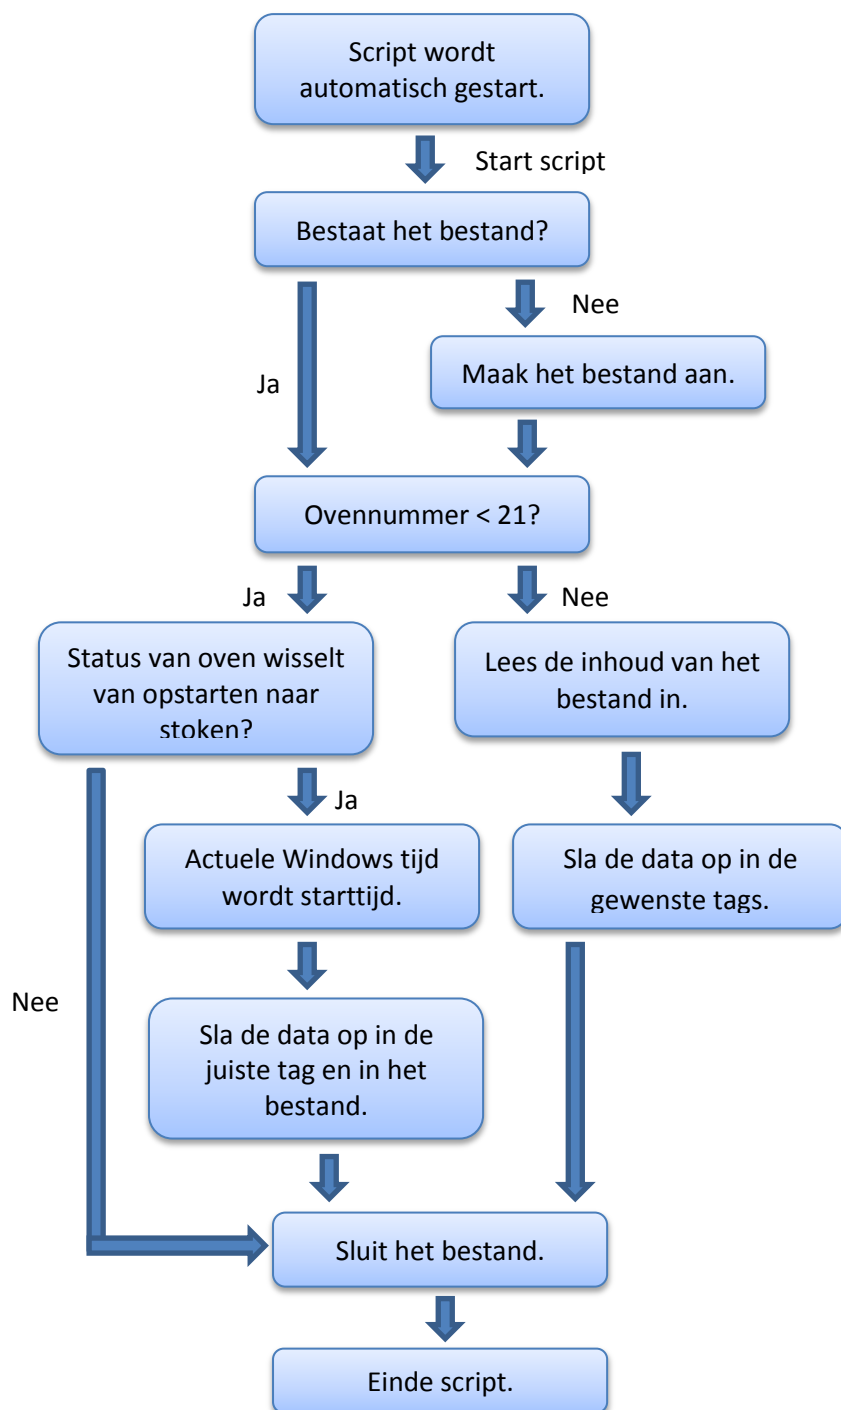 Script wordt
automatisch gestart.
Start script
Bestaat het bestand?
Nee
Maak het bestand aan.
Ja
Ovennummer < 21?
Ja
Nee
Status van oven wisselt
van opstarten naar
stoken?
Lees de inhoud van het
bestand in.
Ja
Actuele Windows tijd
wordt starttijd.
Sla de data op in de
gewenste tags.
Nee
Sla de data op in de
juiste tag en in het
bestand.
Sluit het bestand.
Einde script.